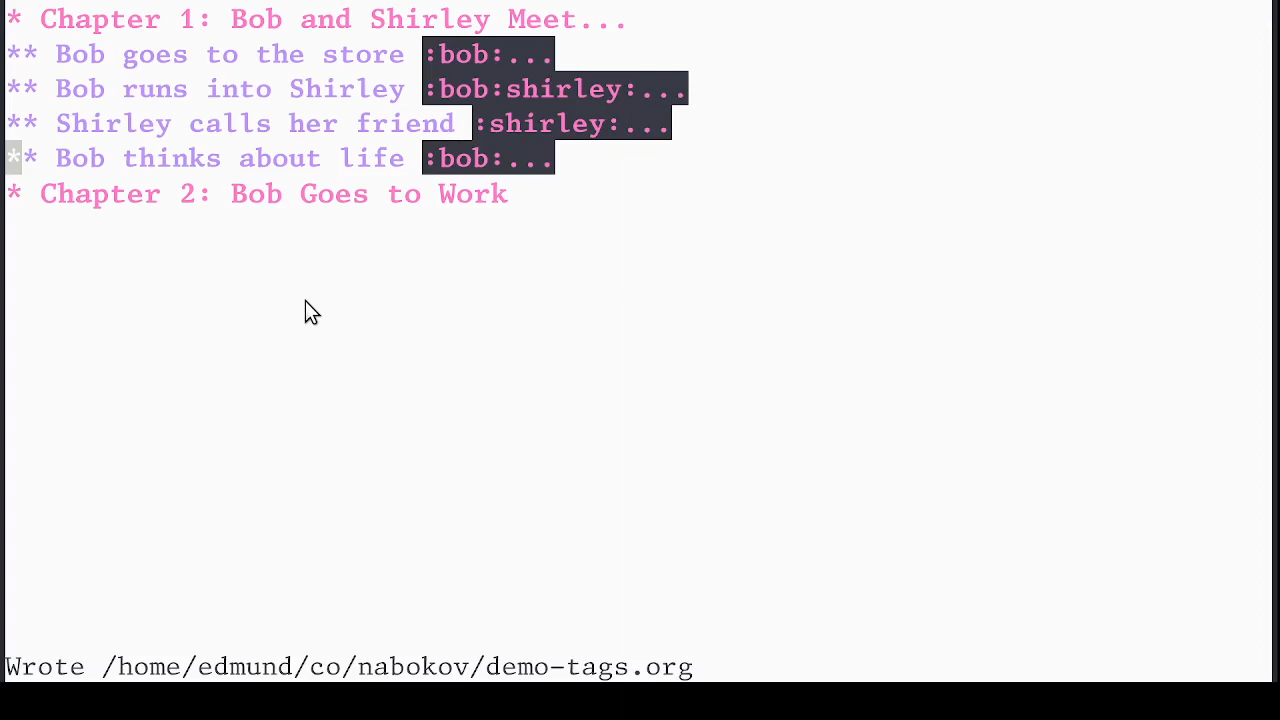 * Chapter 1: Bob and Shirley Meet...
** Bob goes to the store :bob:...
** Bob runs into Shirley :bob:shirley:...
** Shirley calls her friend :shirley:...
** Bob thinks about life :bob:...
* Chapter 2: Bob Goes to Work
Wrote /home/edmund/co/nabokov/demo-tags.org